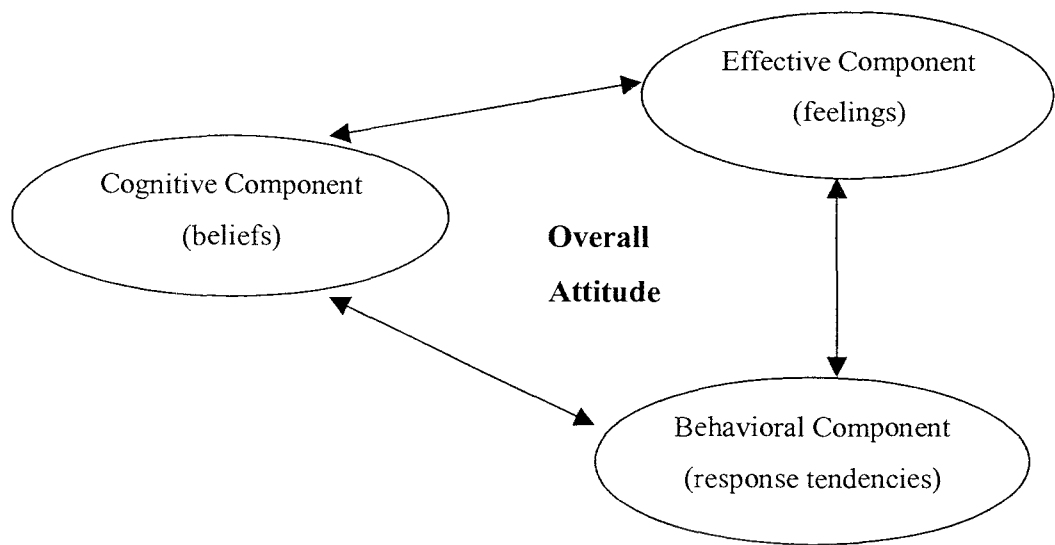 Effective Component
(feelings)
Cognitive Component
(beliefs)
Overall
Attitude
Behavioral Component
(response tendencies)